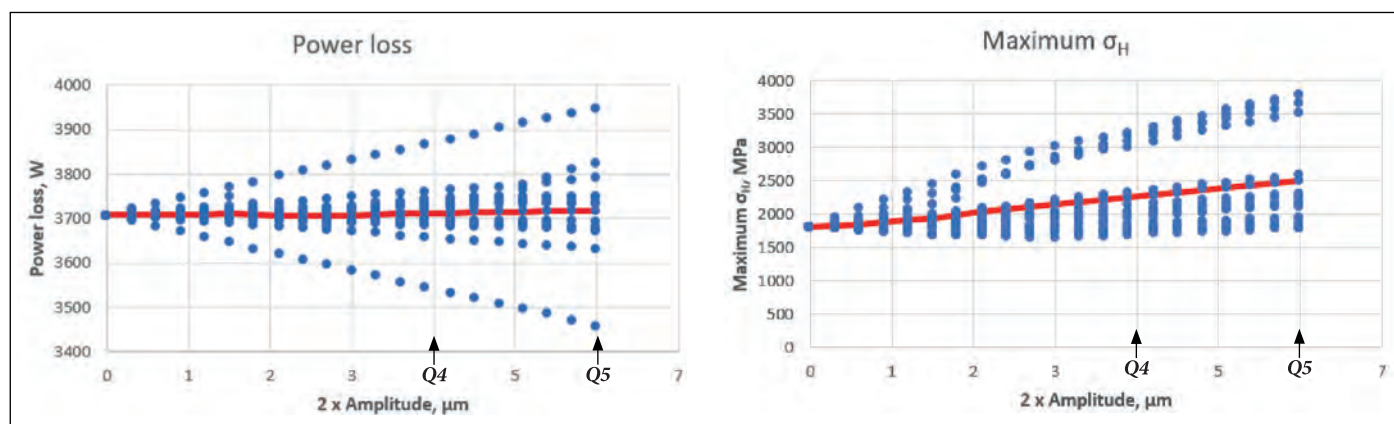 Power loss
4000
3900
3800
3700
3600
3500
3400
Power loss, W
0 1 2 3 5 7
Q4 Q5
2 x Amplitude, µm
Maximum σH
4000
3500
3000
2500
2000
1500
1000
500
0
Maximum σH, MPa
0 1 2 3 5 7
Q4 Q5
2 x Amplitude, µm